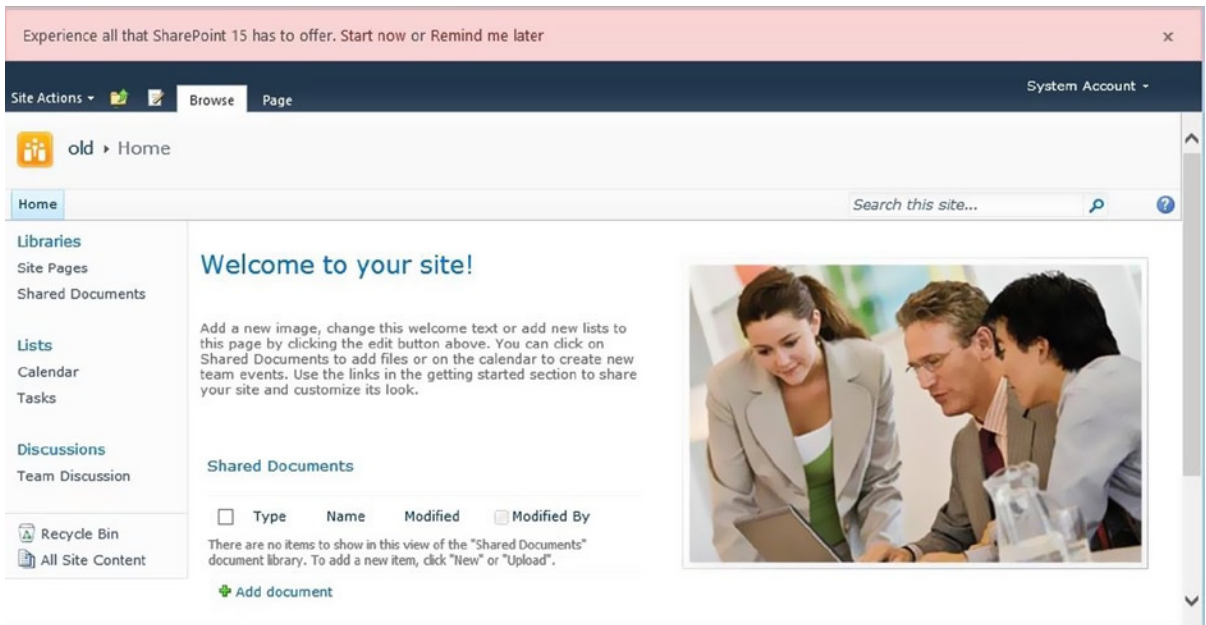 Experience all that SharePoint 15 has to offer. Start now or Remind me later
Site Actions
Browse
Page
System Account
old ▸ Home
Home
Search this site...
Libraries
Site Pages
Shared Documents
Lists
Calendar
Tasks
Discussions
Team Discussion
Recycle Bin
All Site Content
Welcome to your site!
Add a new image, change this welcome text or add new lists to
this page by clicking the edit button above. You can click on
Shared Documents to add files or on the calendar to create new
team events. Use the links in the getting started section to share
your site and customize its look.
Shared Documents
Type Name Modified Modified By
There are no items to show in this view of the "Shared Documents"
document library. To add a new item, click "New" or "Upload".
Add document